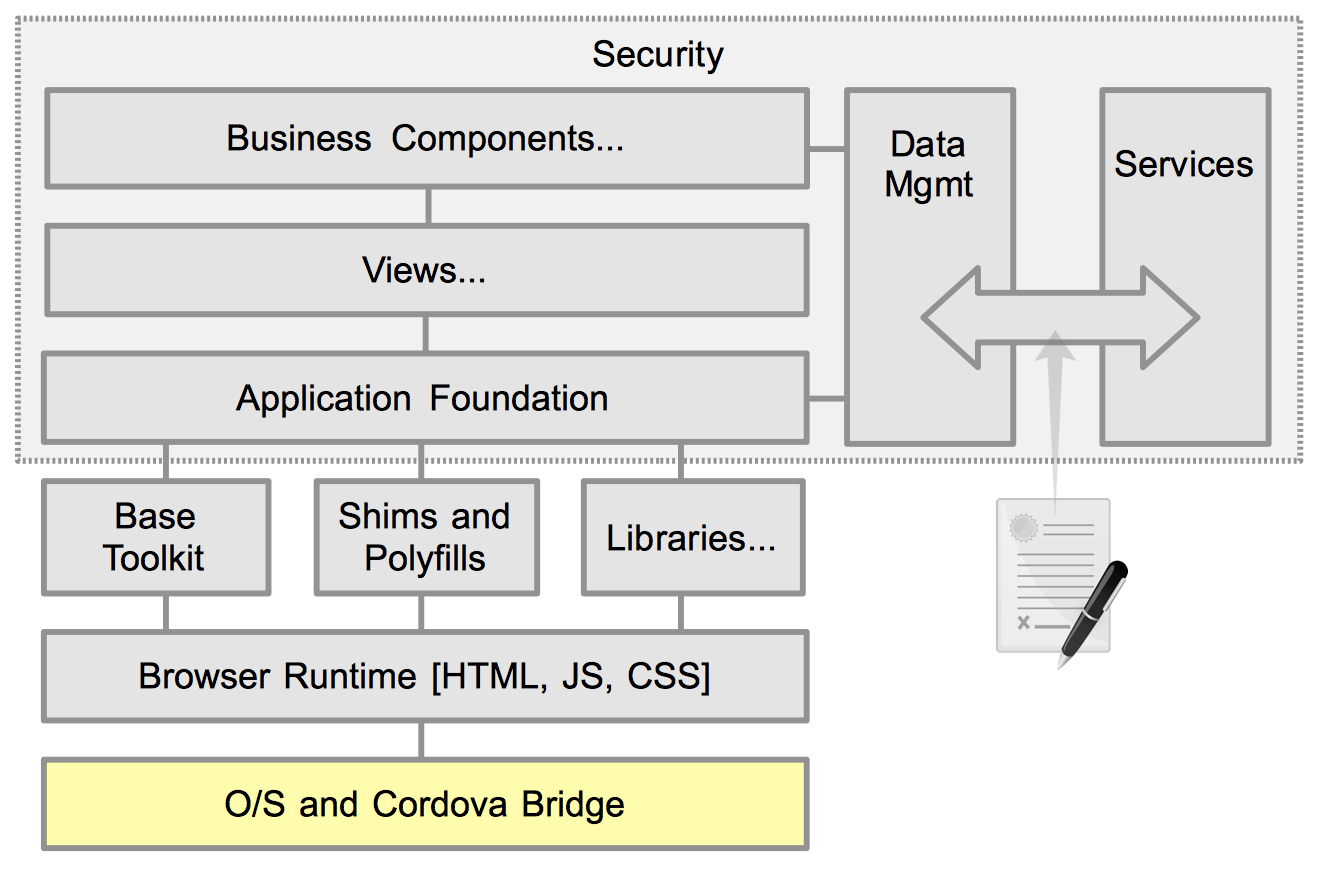 Security
Business Components...
Data
Mgmt
Services
Views...
Application Foundation
Base
Toolkit
Shims and
Polyfills
Libraries...
Browser Runtime [HTML, JS, CSS]
O/S and Cordova Bridge